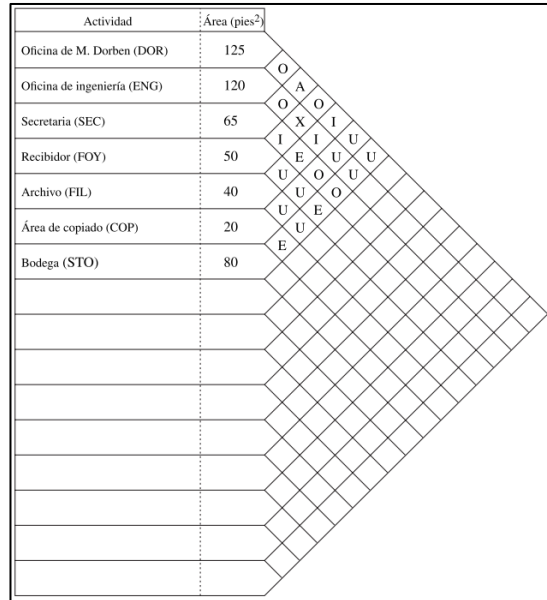 Actividad Área (pies²)
Oficina de M. Dorben (DOR) 125
O
Oficina de ingeniería (ENG) 120 A
O O
Secretaria (SEC) 65 X I
I I U
Recibidor (FOY) 50 E U U
U O U
Archivo (FIL) 40 U O
U E
Área de copiado (COP) 20 U
E
Bodega (STO) 80